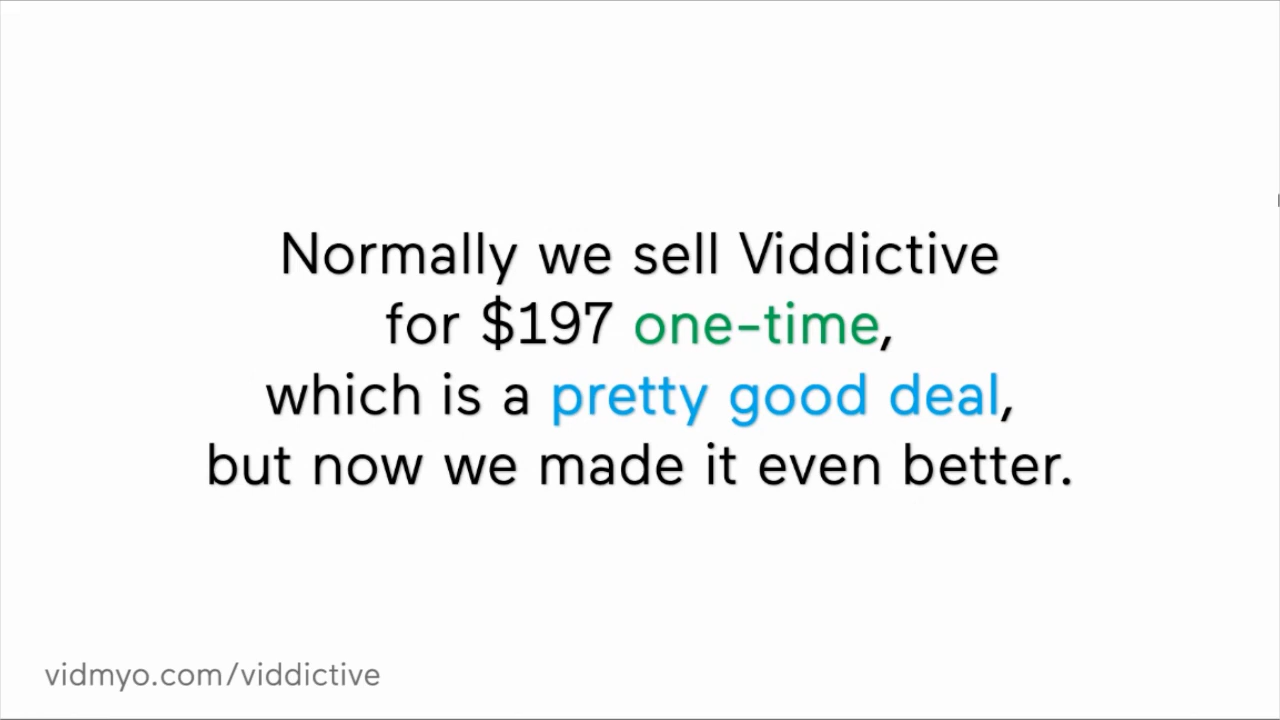 Normally we sell Viddictive
for $197 one-time,
which is a pretty good deal,
but now we made it even better.
vidmyo.com/viddictive